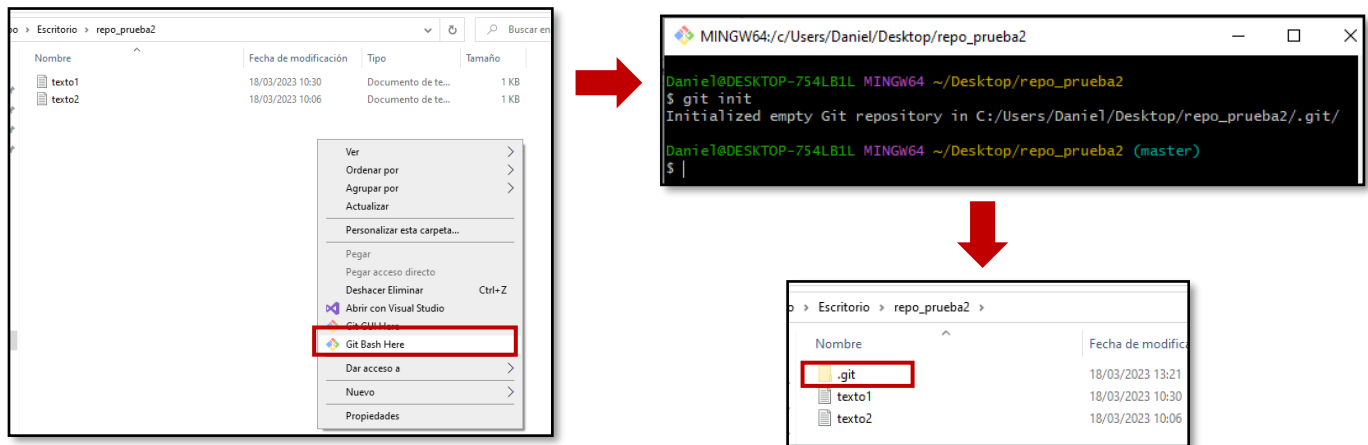 po > Escritorio > repo_prueba2
Buscar en
Nombre Fecha de modificación Tipo Tamaño
texto1 18/03/2023 10:30 Documento de te... 1 KB
texto2 18/03/2023 10:06 Documento de te... 1 KB
Ver
Ordenar por
Agrupar por
Actualizar
Personalizar esta carpeta...
Pegar
Pegar acceso directo
Deshacer Eliminar Ctrl+Z
Abrir con Visual Studio
Git GUI Here
Git Bash Here
Dar acceso a
Nuevo
Propiedades
MINGW64:/c/Users/Daniel/Desktop/repo_prueba2
Daniel@DESKTOP-754LB1L MINGW64 ~/Desktop/repo_prueba2
$ git init
Initialized empty Git repository in C:/Users/Daniel/Desktop/repo_prueba2/.git/
Daniel@DESKTOP-754LB1L MINGW64 ~/Desktop/repo_prueba2 (master)
$
o > Escritorio > repo_prueba2 >
Nombre Fecha de modifica
.git 18/03/2023 13:21
texto1 18/03/2023 10:30
texto2 18/03/2023 10:06